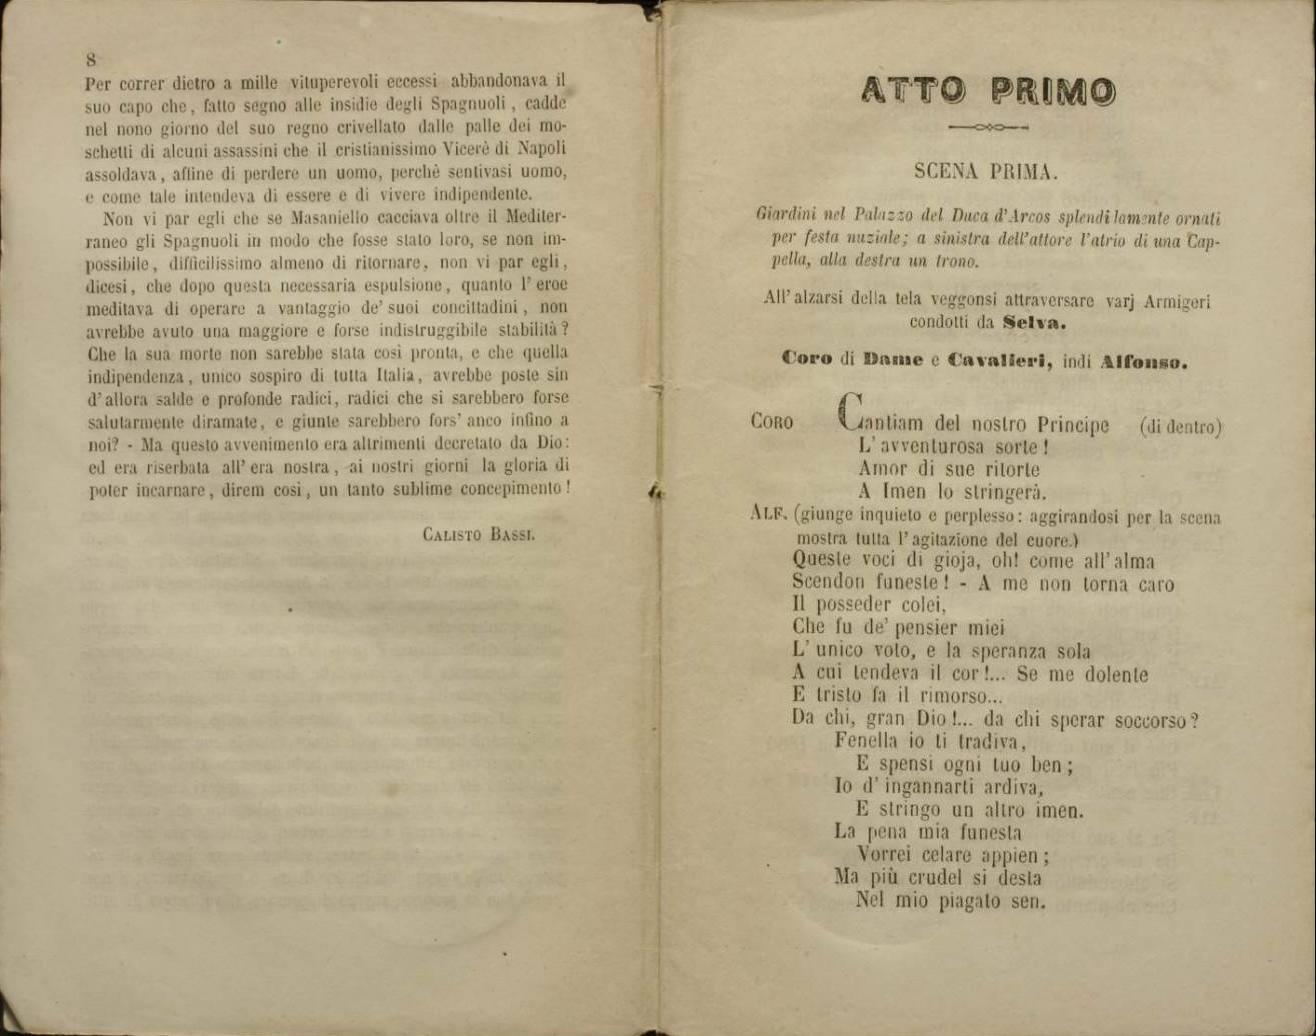 8
Per correr dietro a mille vituperevoli eccessi abbandonava il
suo capo che, fatto segno alle insidie degli Spagnuoli, cadde
nel nono giorno del suo regno crivellato dalle palle dei mo-
schetti di alcuni assassini che il cristianissimo Vicerè di Napoli
assoldava, affine di perdere un uomo, perchè sentivasi uomo,
e come tale intendeva di essere e di vivere indipendente.
Non vi par egli che se Masaniello cacciava oltre il Mediter-
raneo gli Spagnuoli in modo che fosse stato loro, se non im-
possibile, difficilissimo almeno di ritornare, non vi par egli,
dicesi, che dopo questa necessaria espulsione, quanto l'eroe
meditava di operare a vantaggio de' suoi concittadini, non
avrebbe avuto una maggiore e forse indistruggibile stabilità?
Che la sua morte non sarebbe stata così pronta, e che quella
indipendenza, unico sospiro di tutta Italia, avrebbe poste sin
d'allora salde e profonde radici, radici che si sarebbero forse
salutarmente diramate, e giunte sarebbero fors' anco infino a
noi? - Ma questo avvenimento era altrimenti decretato da Dio:
ed era riserbata all' era nostra, ai nostri giorni la gloria di
poter incarnare, direm così, un tanto sublime concepimento!
CALISTO BASSI.
ATTO PRIMO
SCENA PRIMA.
Giardini nel Palazzo del Duca d'Arcos splendidamente ornati
per festa nuziale; a sinistra dell'attore l'atrio di una Cap-
pella, alla destra un trono.
All' alzarsi della tela veggonsi attraversare varj Armigeri
condotti da Selva.
Coro di Dame e Cavalieri, indi Alfonso.
CORO Cantiam del nostro Principe (di dentro)
L' avventurosa sorte!
Amor di sue ritorte
A Imen lo stringerà.
ALF. (giunge inquieto e perplesso: aggirandosi per la scena
mostra tutta l'agitazione del cuore.)
Queste voci di gioja, oh! come all' alma
Scendon funeste! - A me non torna caro
Il posseder colei,
Che fu de' pensier miei
L' unico voto, e la speranza sola
A cui tendeva il cor!... Se me dolente
E tristo fa il rimorso...
Da chi, gran Dio!... da chi sperar soccorso?
Fenella io ti tradiva,
E spensi ogni tuo ben;
Io d' ingannarti ardiva,
E stringo un altro imen.
La pena mia funesta
Vorrei celare appien;
Ma più crudel si desta
Nel mio piagato sen.